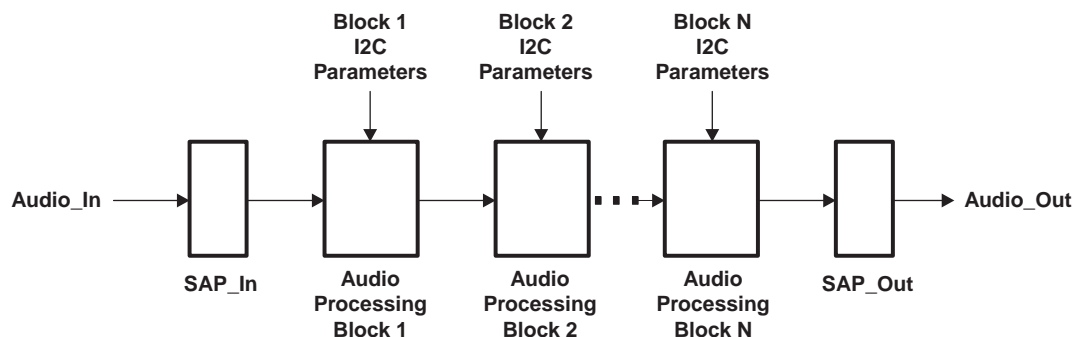 Block 1
I2C
Parameters
Block 2
I2C
Parameters
Block N
I2C
Parameters
Audio_In
Audio_Out
SAP_In
Audio
Processing
Block 1
Audio
Processing
Block 2
Audio
Processing
Block N
SAP_Out